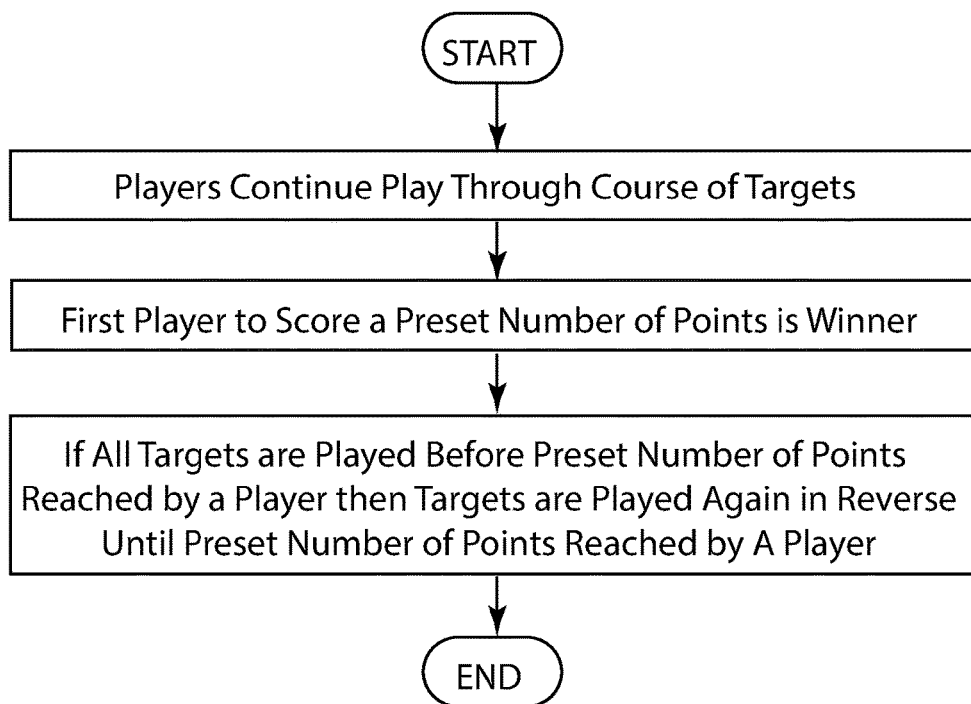 START
Players Continue Play Through Course of Targets
First Player to Score a Preset Number of Points is Winner
If All Targets are Played Before Preset Number of Points
Reached by a Player then Targets are Played Again in Reverse
Until Preset Number of Points Reached by A Player
END